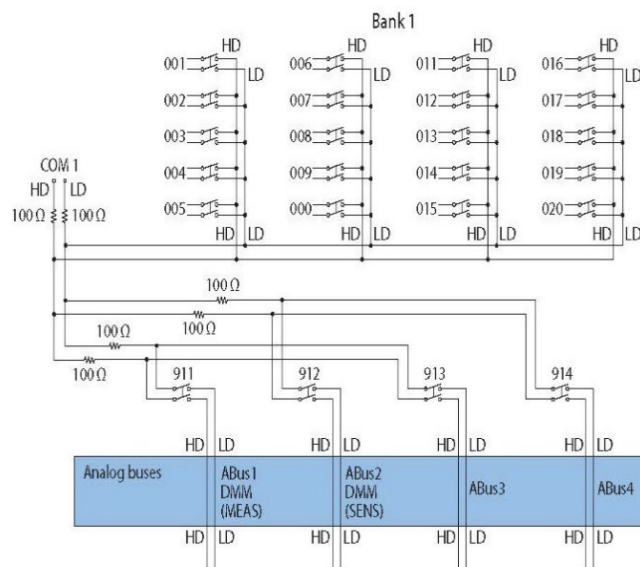 Bank 1
HD HD HD HD
001 006 011 016
LD LD LD LD
002 007 012 017
003 008 013 018
COM 1
004 009 014 019
HD LD
100 Ω 100 Ω
005 000 015 020
HD LD HD LD HD LD HD LD
100 Ω
100 Ω
100 Ω
100 Ω
911 912 913 914
HD LD HD LD HD LD HD LD
Analog buses
ABus1
DMM
(MEAS)
ABus2
DMM
(SENS)
ABus3
ABus4
HD LD HD LD HD LD HD LD